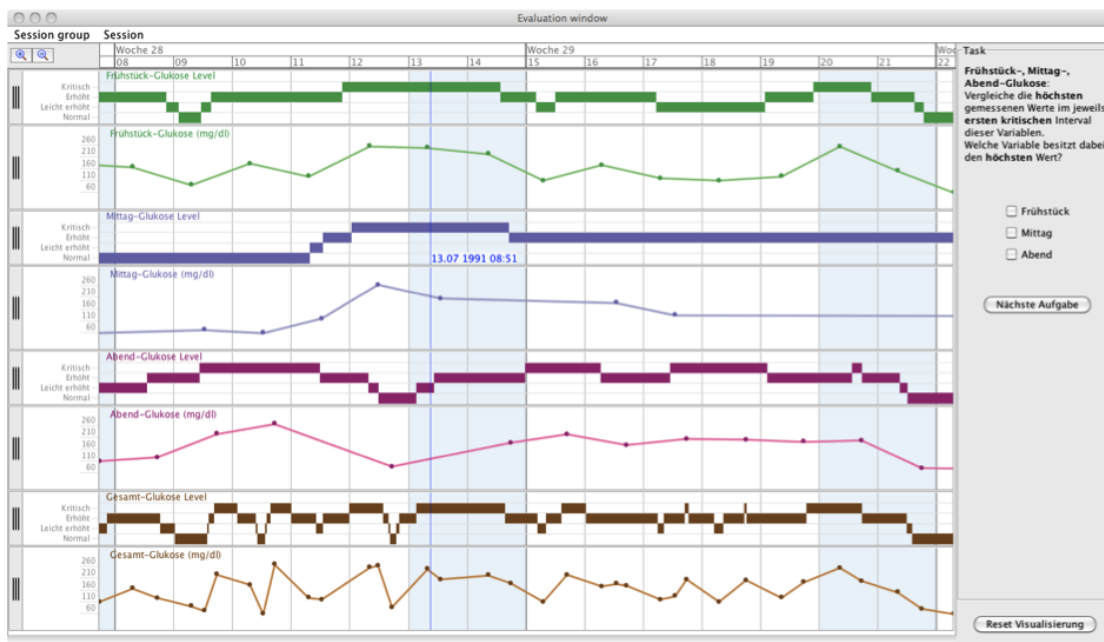 Evaluation window
Session group Session
Woche 28 Woche 29 Woc
08 09 10 11 12 13 14 15 16 17 18 19 20 21 22
Frühstück-Glukose Level
Kritisch
Erhöht
Leicht erhöht
Normal
Frühstück-Glukose (mg/dl)
260
210
160
110
60
Mittag-Glukose Level
Kritisch
Erhöht
Leicht erhöht
Normal
13.07 1991 08:51
Mittag-Glukose (mg/dl)
260
210
160
110
60
Abend-Glukose Level
Kritisch
Erhöht
Leicht erhöht
Normal
Abend-Glukose (mg/dl)
260
210
160
110
60
Gesamt-Glukose Level
Kritisch
Erhöht
Leicht erhöht
Normal
Gesamt-Glukose (mg/dl)
260
210
160
110
60
Task
Frühstück-, Mittag-,
Abend-Glukose:
Vergleiche die höchsten
gemessenen Werte im jeweils
ersten kritischen Interval
dieser Variablen.
Welche Variable besitzt dabei
den höchsten Wert?
Frühstück
Mittag
Abend
Nächste Aufgabe
Reset Visualisierung